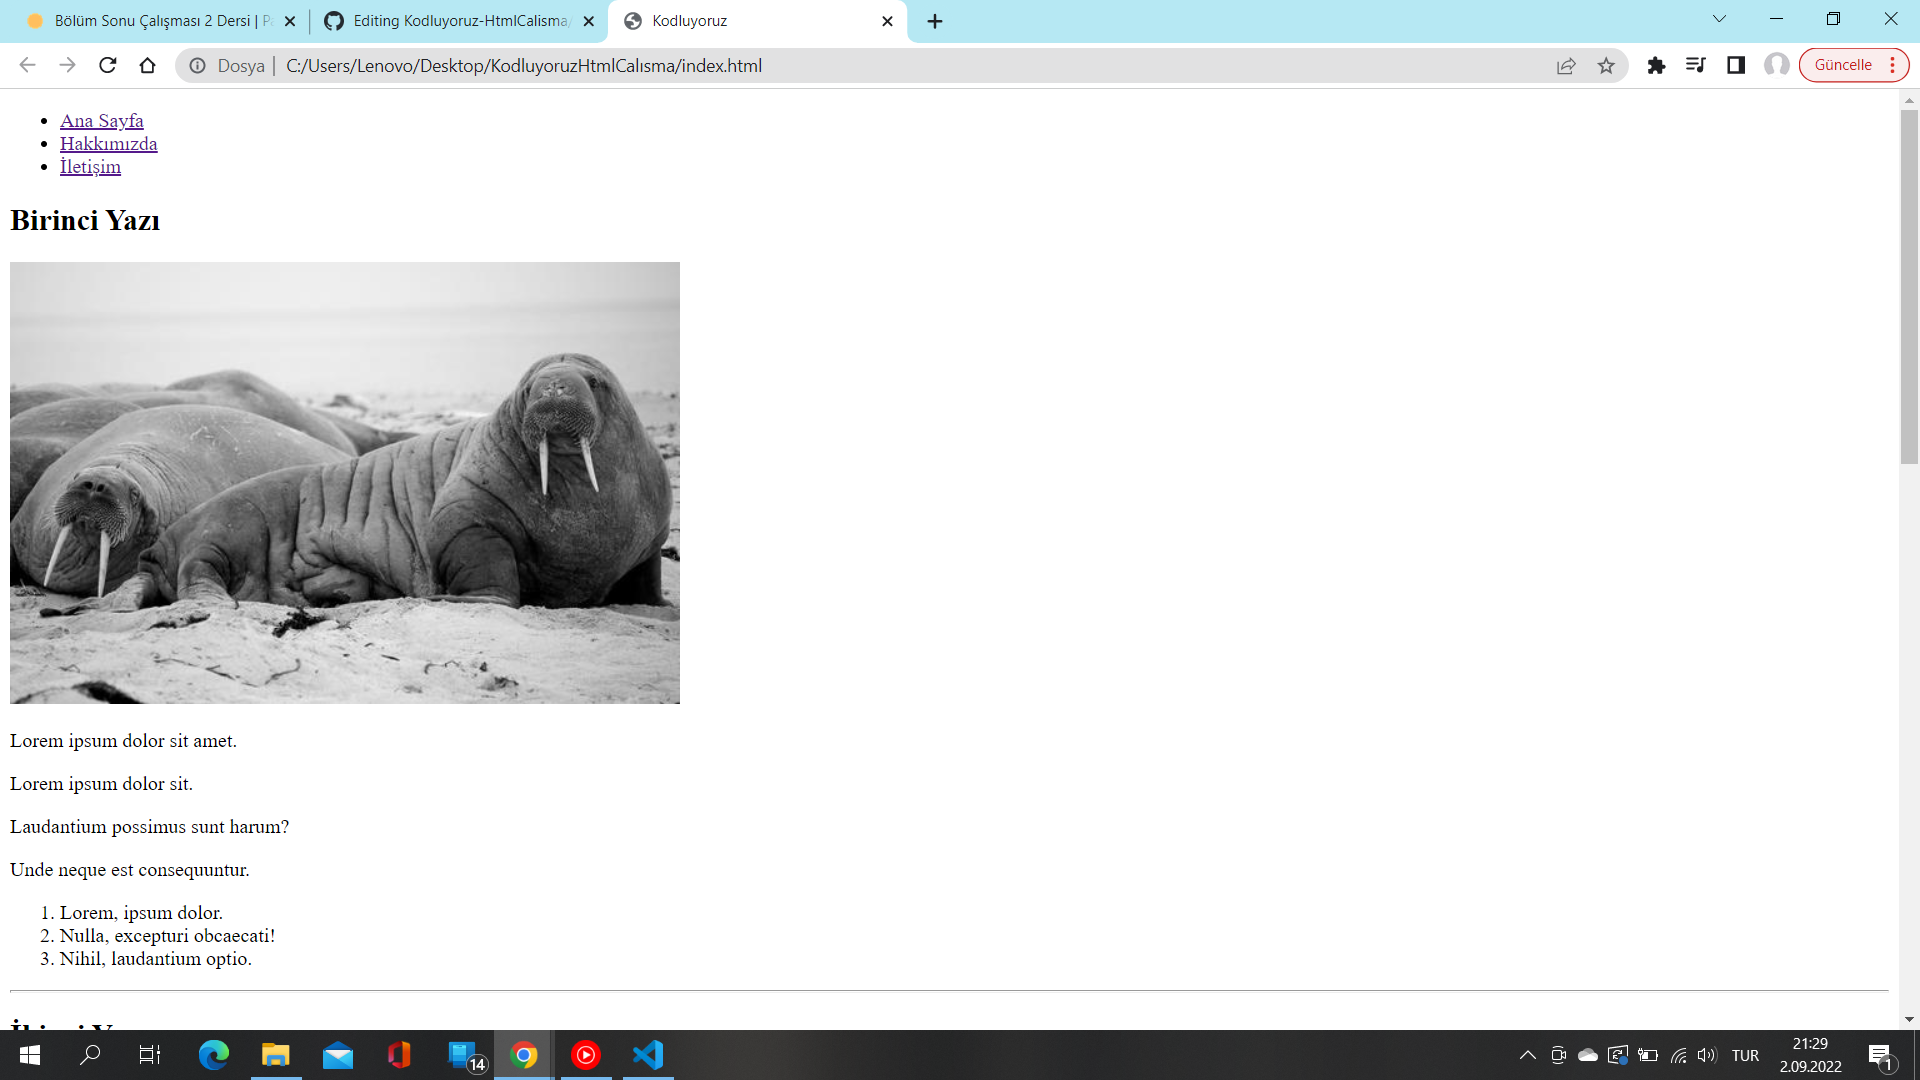 Bölüm Sonu Çalışması 2 Dersi |
Editing Kodluyoruz-HtmlCalisma
Kodluyoruz
Dosya
C:/Users/Lenovo/Desktop/KodluyoruzHtmlCalısma/index.html
Güncelle
Ana Sayfa
Hakkımızda
İletişim
Birinci Yazı
Lorem ipsum dolor sit amet.
Lorem ipsum dolor sit.
Laudantium possimus sunt harum?
Unde neque est consequuntur.
1. Lorem, ipsum dolor.
2. Nulla, excepturi obcaecati!
3. Nihil, laudantium optio.
14
TUR
21:29
2.09.2022
1